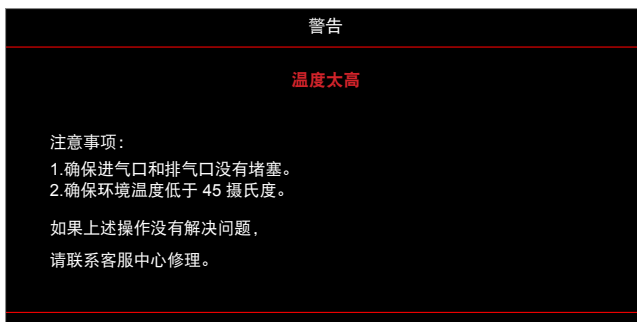 警告
温度太高
注意事项：
1.确保进气口和排气口没有堵塞。
2.确保环境温度低于 45 摄氏度。
如果上述操作没有解决问题，
请联系客服中心修理。